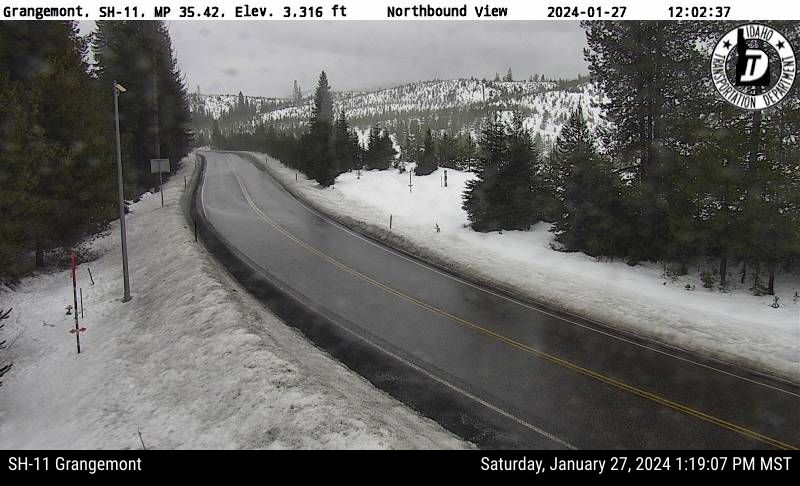 Grangemont, SH-11, MP 35.42, Elev. 3,316 ft Northbound View 2024-01-27 12:02:37
IDAHO
TRANSPORTATION DEPARTMENT
SH-11 Grangemont Saturday, January 27, 2024 1:19:07 PM MST